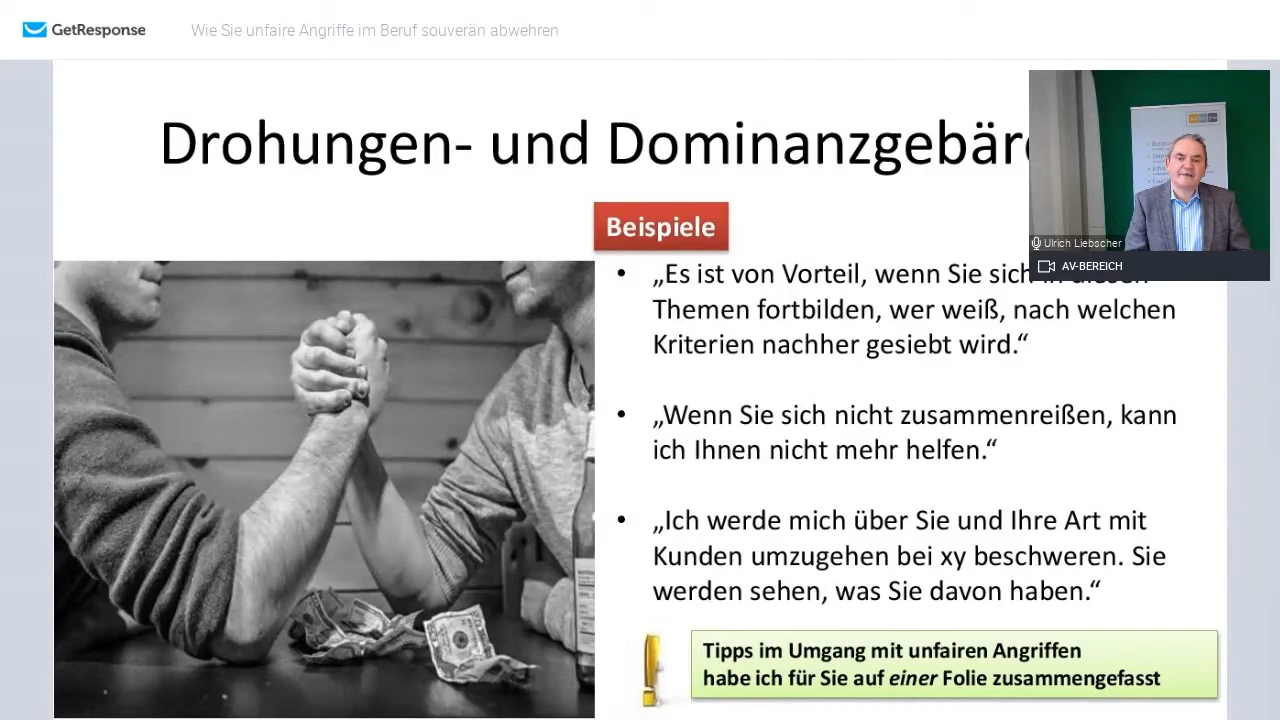 GetResponse
Wie Sie unfaire Angriffe im Beruf souverän abwehren
Drohungen- und Dominanzgebär
Beispiele
Ulrich Liebscher
AV-BEREICH
• „Es ist von Vorteil, wenn Sie sich in diesen
Themen fortbilden, wer weiß, nach welchen
Kriterien nachher gesiebt wird.“
• „Wenn Sie sich nicht zusammenreißen, kann
ich Ihnen nicht mehr helfen.“
• „Ich werde mich über Sie und Ihre Art mit
Kunden umzugehen bei xy beschweren. Sie
werden sehen, was Sie davon haben.“
Tipps im Umgang mit unfairen Angriffen
habe ich für Sie auf einer Folie zusammengefasst